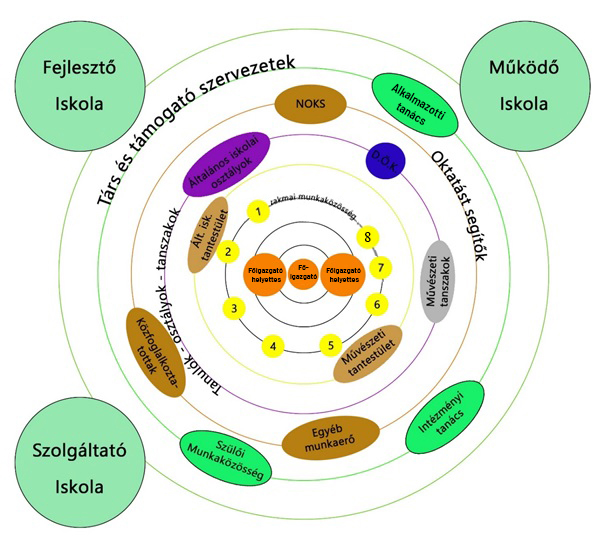 Fejlesztő
Iskola
Működő
Iskola
Társ és támogató szervezetek
NOKS
Alkalmazotti
tanács
Általános iskolai
osztályok
D.Ö.K.
Oktatást segítők
Ált. isk.
tantestület
1
rakmai munkaközösség
8
2
7
Főigazgató
helyettes
Fő-
igazgató
Főigazgató
helyettes
Művészeti
tanszakok
Tanulók - osztályok - tanszakok
3
6
4
5
Művészeti
tantestület
Közfoglalkozta-
tottak
Egyéb
munkaerő
Intézményi
tanács
Szülői
Munkaközösség
Szolgáltató
Iskola